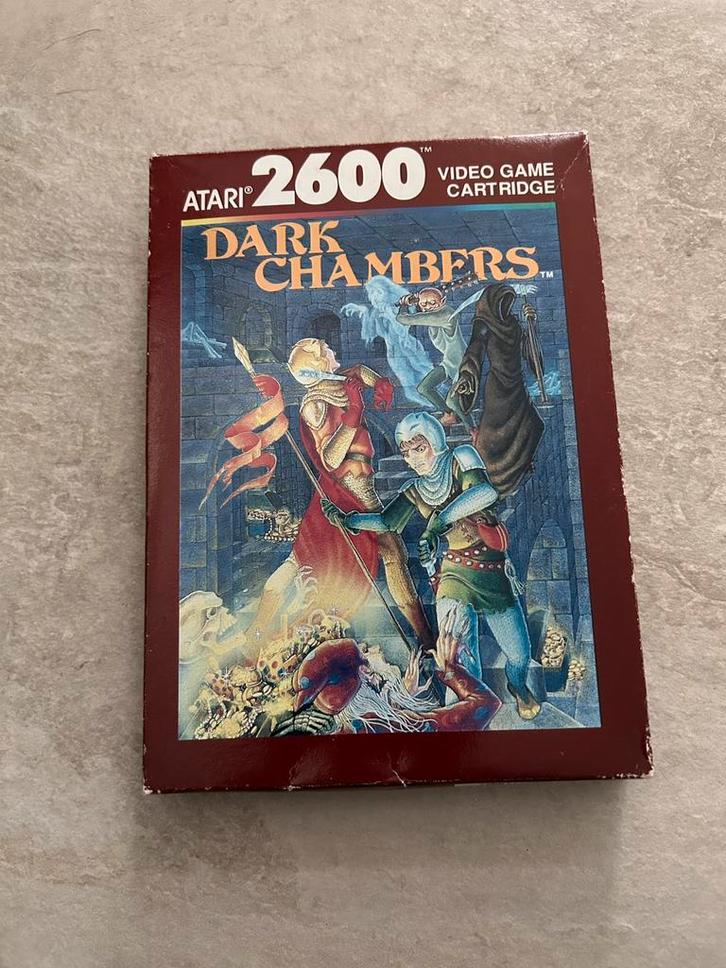 ATARI® 2600™ VIDEO GAME
CARTRIDGE
DARK
CHAMBERS™